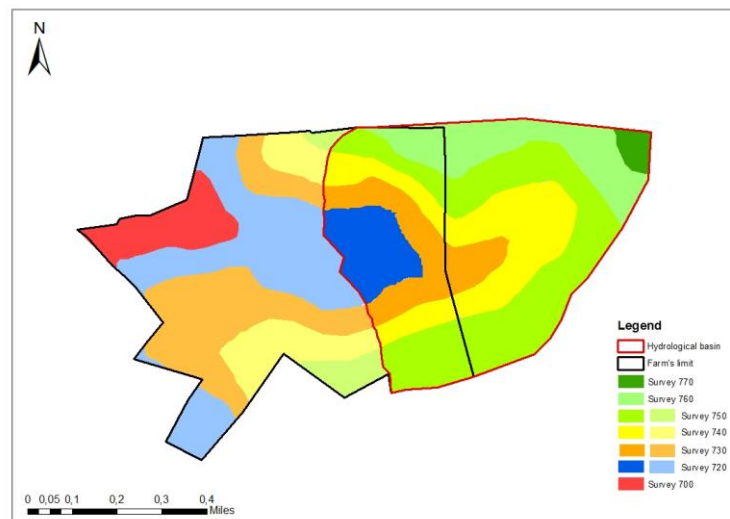 N
Legend
Hydrological basin
Farm's limit
Survey 770
Survey 760
Survey 750
Survey 740
Survey 730
Survey 720
Survey 700
0 0,05 0,1 0,2 0,3 0,4
Miles